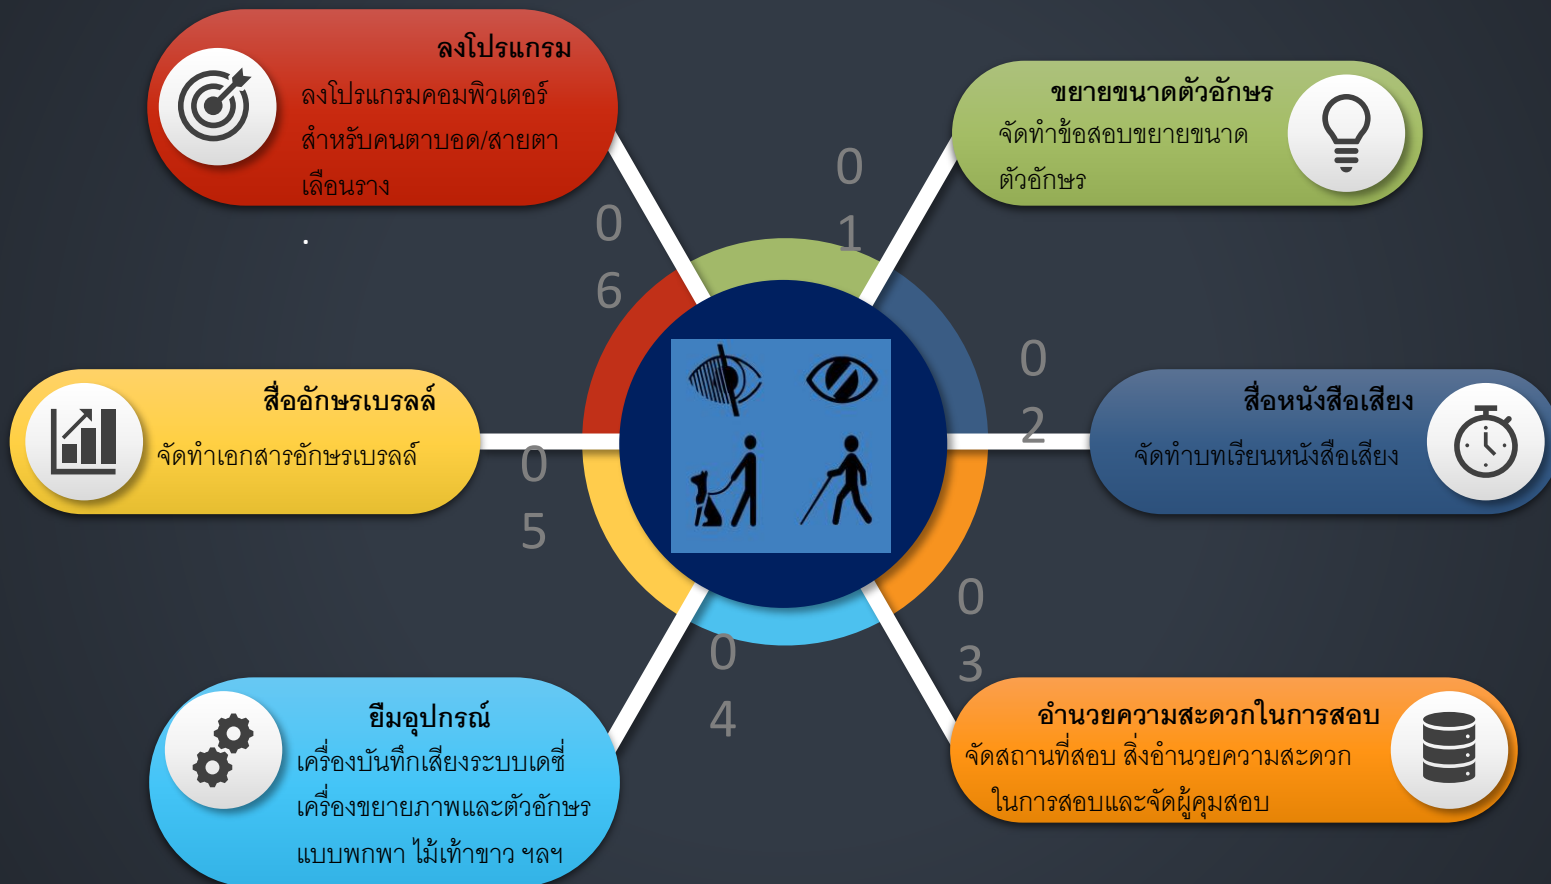 ลงโปรแกรม
ลงโปรแกรมคอมพิวเตอร์
สำหรับคนตาบอด/สายตา
เลือนราง
.
0
6
ขยายขนาดตัวอักษร
จัดทำข้อสอบขยายขนาด
ตัวอักษร
0
1
สื่ออักษรเบรลล์
จัดทำเอกสารอักษรเบรลล์
0
5
สื่อหนังสือเสียง
จัดทำบทเรียนหนังสือเสียง
0
2
ยืมอุปกรณ์
เครื่องบันทึกเสียงระบบเดซี่
เครื่องขยายภาพและตัวอักษร
แบบพกพา ไม้เท้าขาว ฯลฯ
0
4
อำนวยความสะดวกในการสอบ
จัดสถานที่สอบ สิ่งอำนวยความสะดวก
ในการสอบและจัดผู้คุมสอบ
0
3